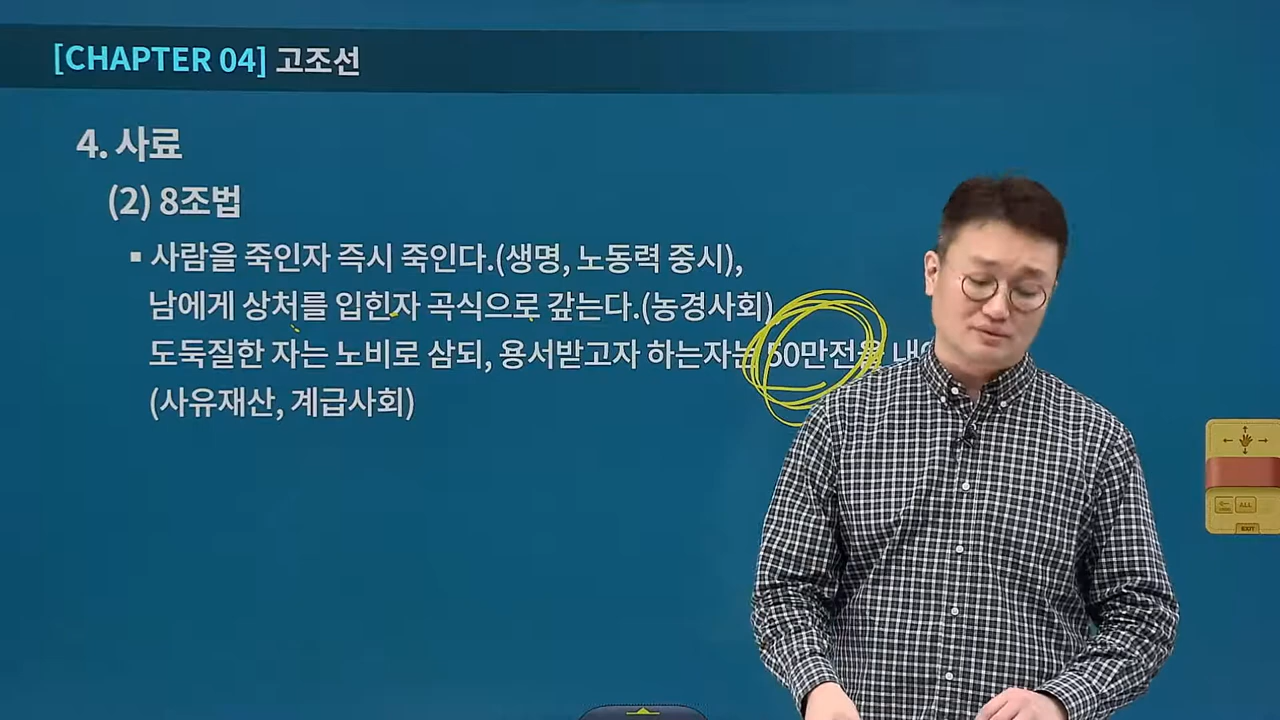 [CHAPTER 04] 고조선
4. 사료
(2) 8조법
▪ 사람을 죽인자 즉시 죽인다.(생명, 노동력 중시),
남에게 상처를 입힌자 곡식으로 갚는다.(농경사회)
도둑질한 자는 노비로 삼되, 용서받고자 하는자는 50만전을
(사유재산, 계급사회)
ALL
EXIT